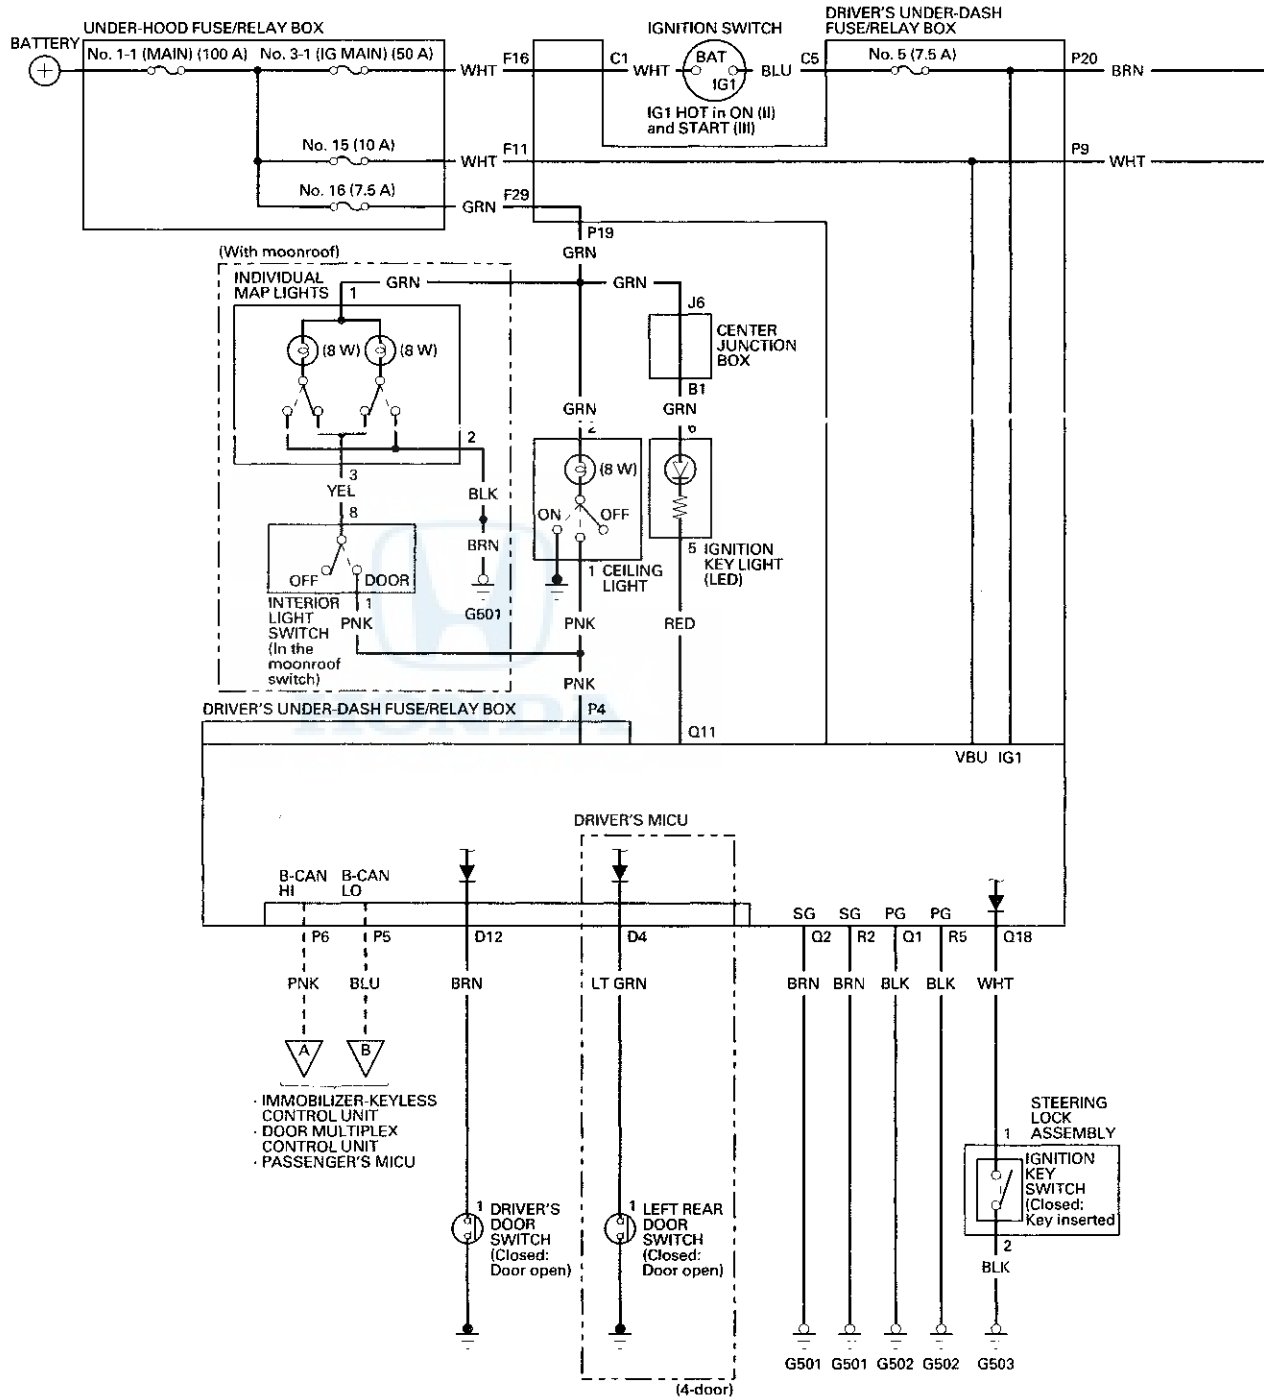 UNDER-HOOD FUSE/RELAY BOX
IGNITION SWITCH
DRIVER'S UNDER-DASH
FUSE/RELAY BOX
BATTERY
No. 1-1 (MAIN) (100 A)
No. 3-1 (IG MAIN) (50 A)
WHT
F16
C1
WHT
BAT
IG1
BLU
C5
No. 5 (7.5 A)
P20
BRN
IG1 HOT in ON (II)
and START (III)
No. 15 (10 A)
WHT
F11
P9
WHT
No. 16 (7.5 A)
GRN
F29
P19
GRN
(With moonroof)
INDIVIDUAL
MAP LIGHTS
1
GRN
GRN
J6
CENTER
JUNCTION
BOX
B1
(8 W)
(8 W)
GRN
GRN
2
2
6
3
YEL
BLK
8
(8 W)
ON
OFF
BRN
OFF
DOOR
1
CEILING
LIGHT
5
IGNITION
KEY LIGHT
(LED)
INTERIOR
LIGHT
SWITCH
(In the
moonroof
switch)
1
PNK
G501
PNK
RED
PNK
DRIVER'S UNDER-DASH FUSE/RELAY BOX
P4
Q11
VBU
IG1
HONDA
DRIVER'S MICU
B-CAN
HI
B-CAN
LO
SG
SG
PG
PG
P6
P5
D12
D4
Q2
R2
Q1
R5
Q18
PNK
BLU
BRN
LT GRN
BRN
BRN
BLK
BLK
WHT
A
B
· IMMOBILIZER-KEYLESS
CONTROL UNIT
· DOOR MULTIPLEX
CONTROL UNIT
· PASSENGER'S MICU
STEERING
LOCK
ASSEMBLY
1
IGNITION
KEY
SWITCH
(Closed:
Key inserted)
2
BLK
1
DRIVER'S
DOOR
SWITCH
(Closed:
Door open)
1
LEFT REAR
DOOR
SWITCH
(Closed:
Door open)
G501
G501
G502
G502
G503
(4-door)